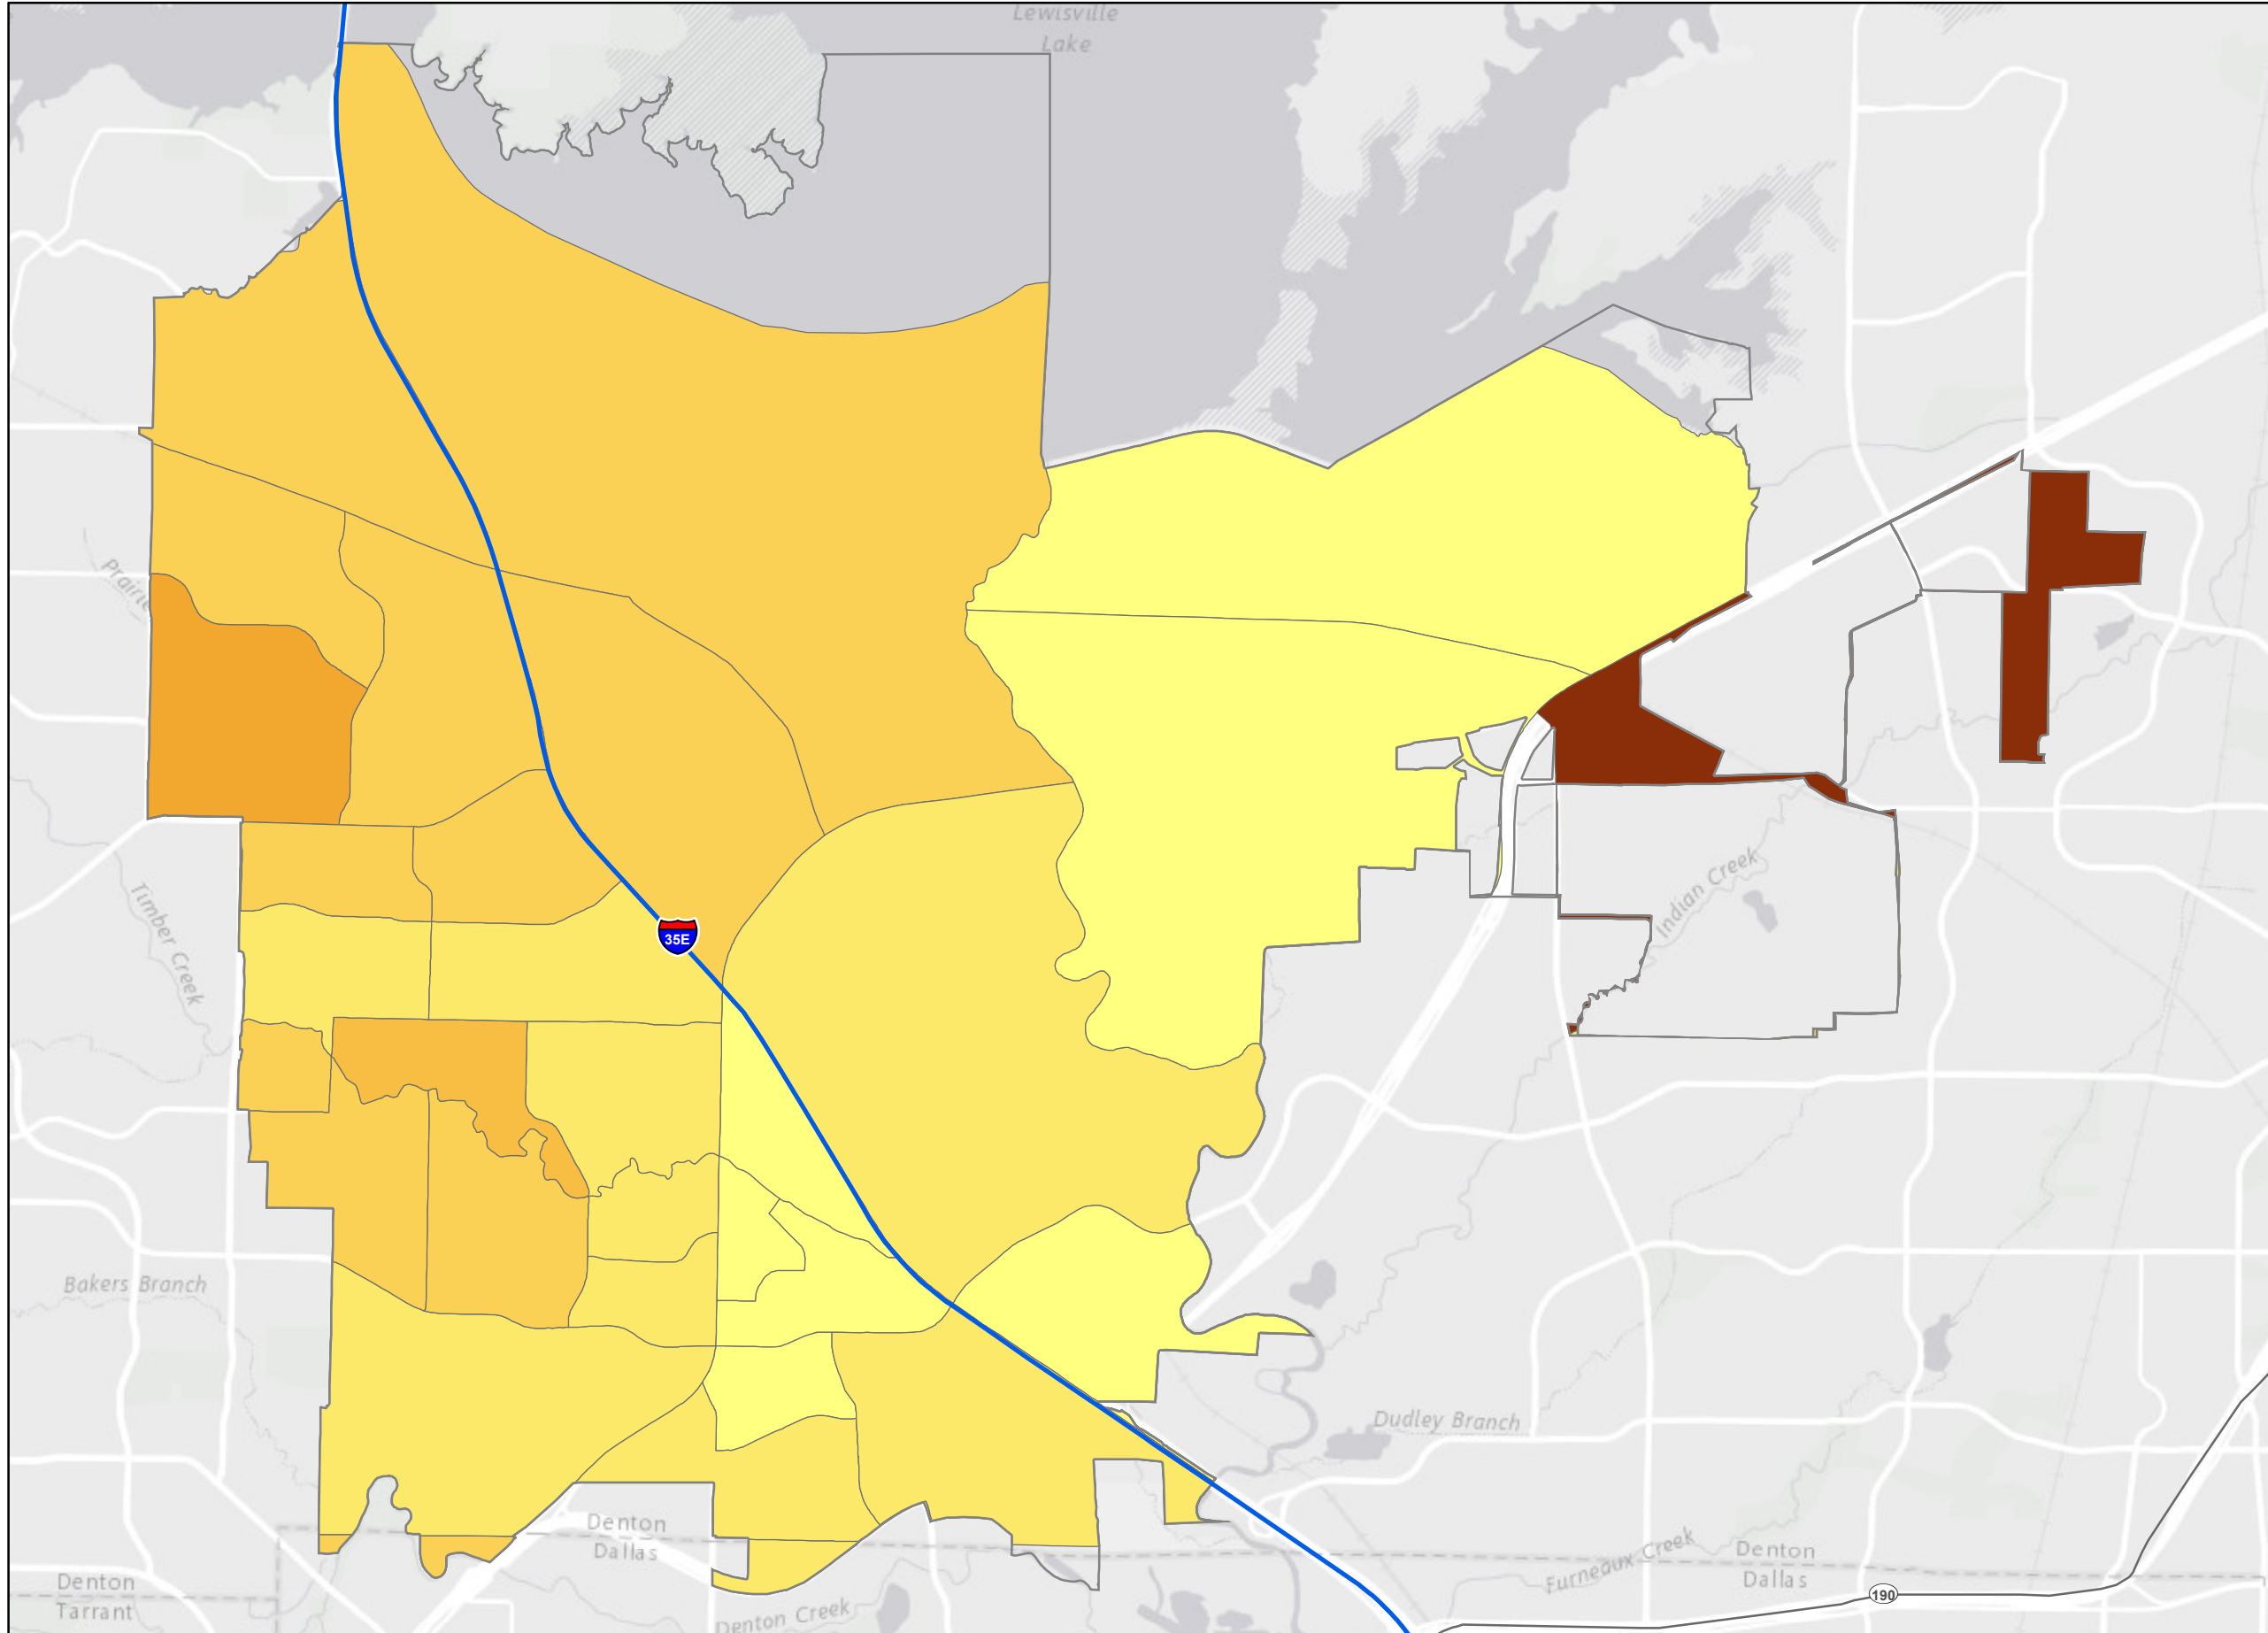 Lewisville
Lake
Prairie
Timber Creek
35E
Indian Creek
Bakers Branch
Dudley Branch
Denton
Dallas
Furneaux Creek
Denton
Dallas
Denton
Tarrant
Denton Creek
190